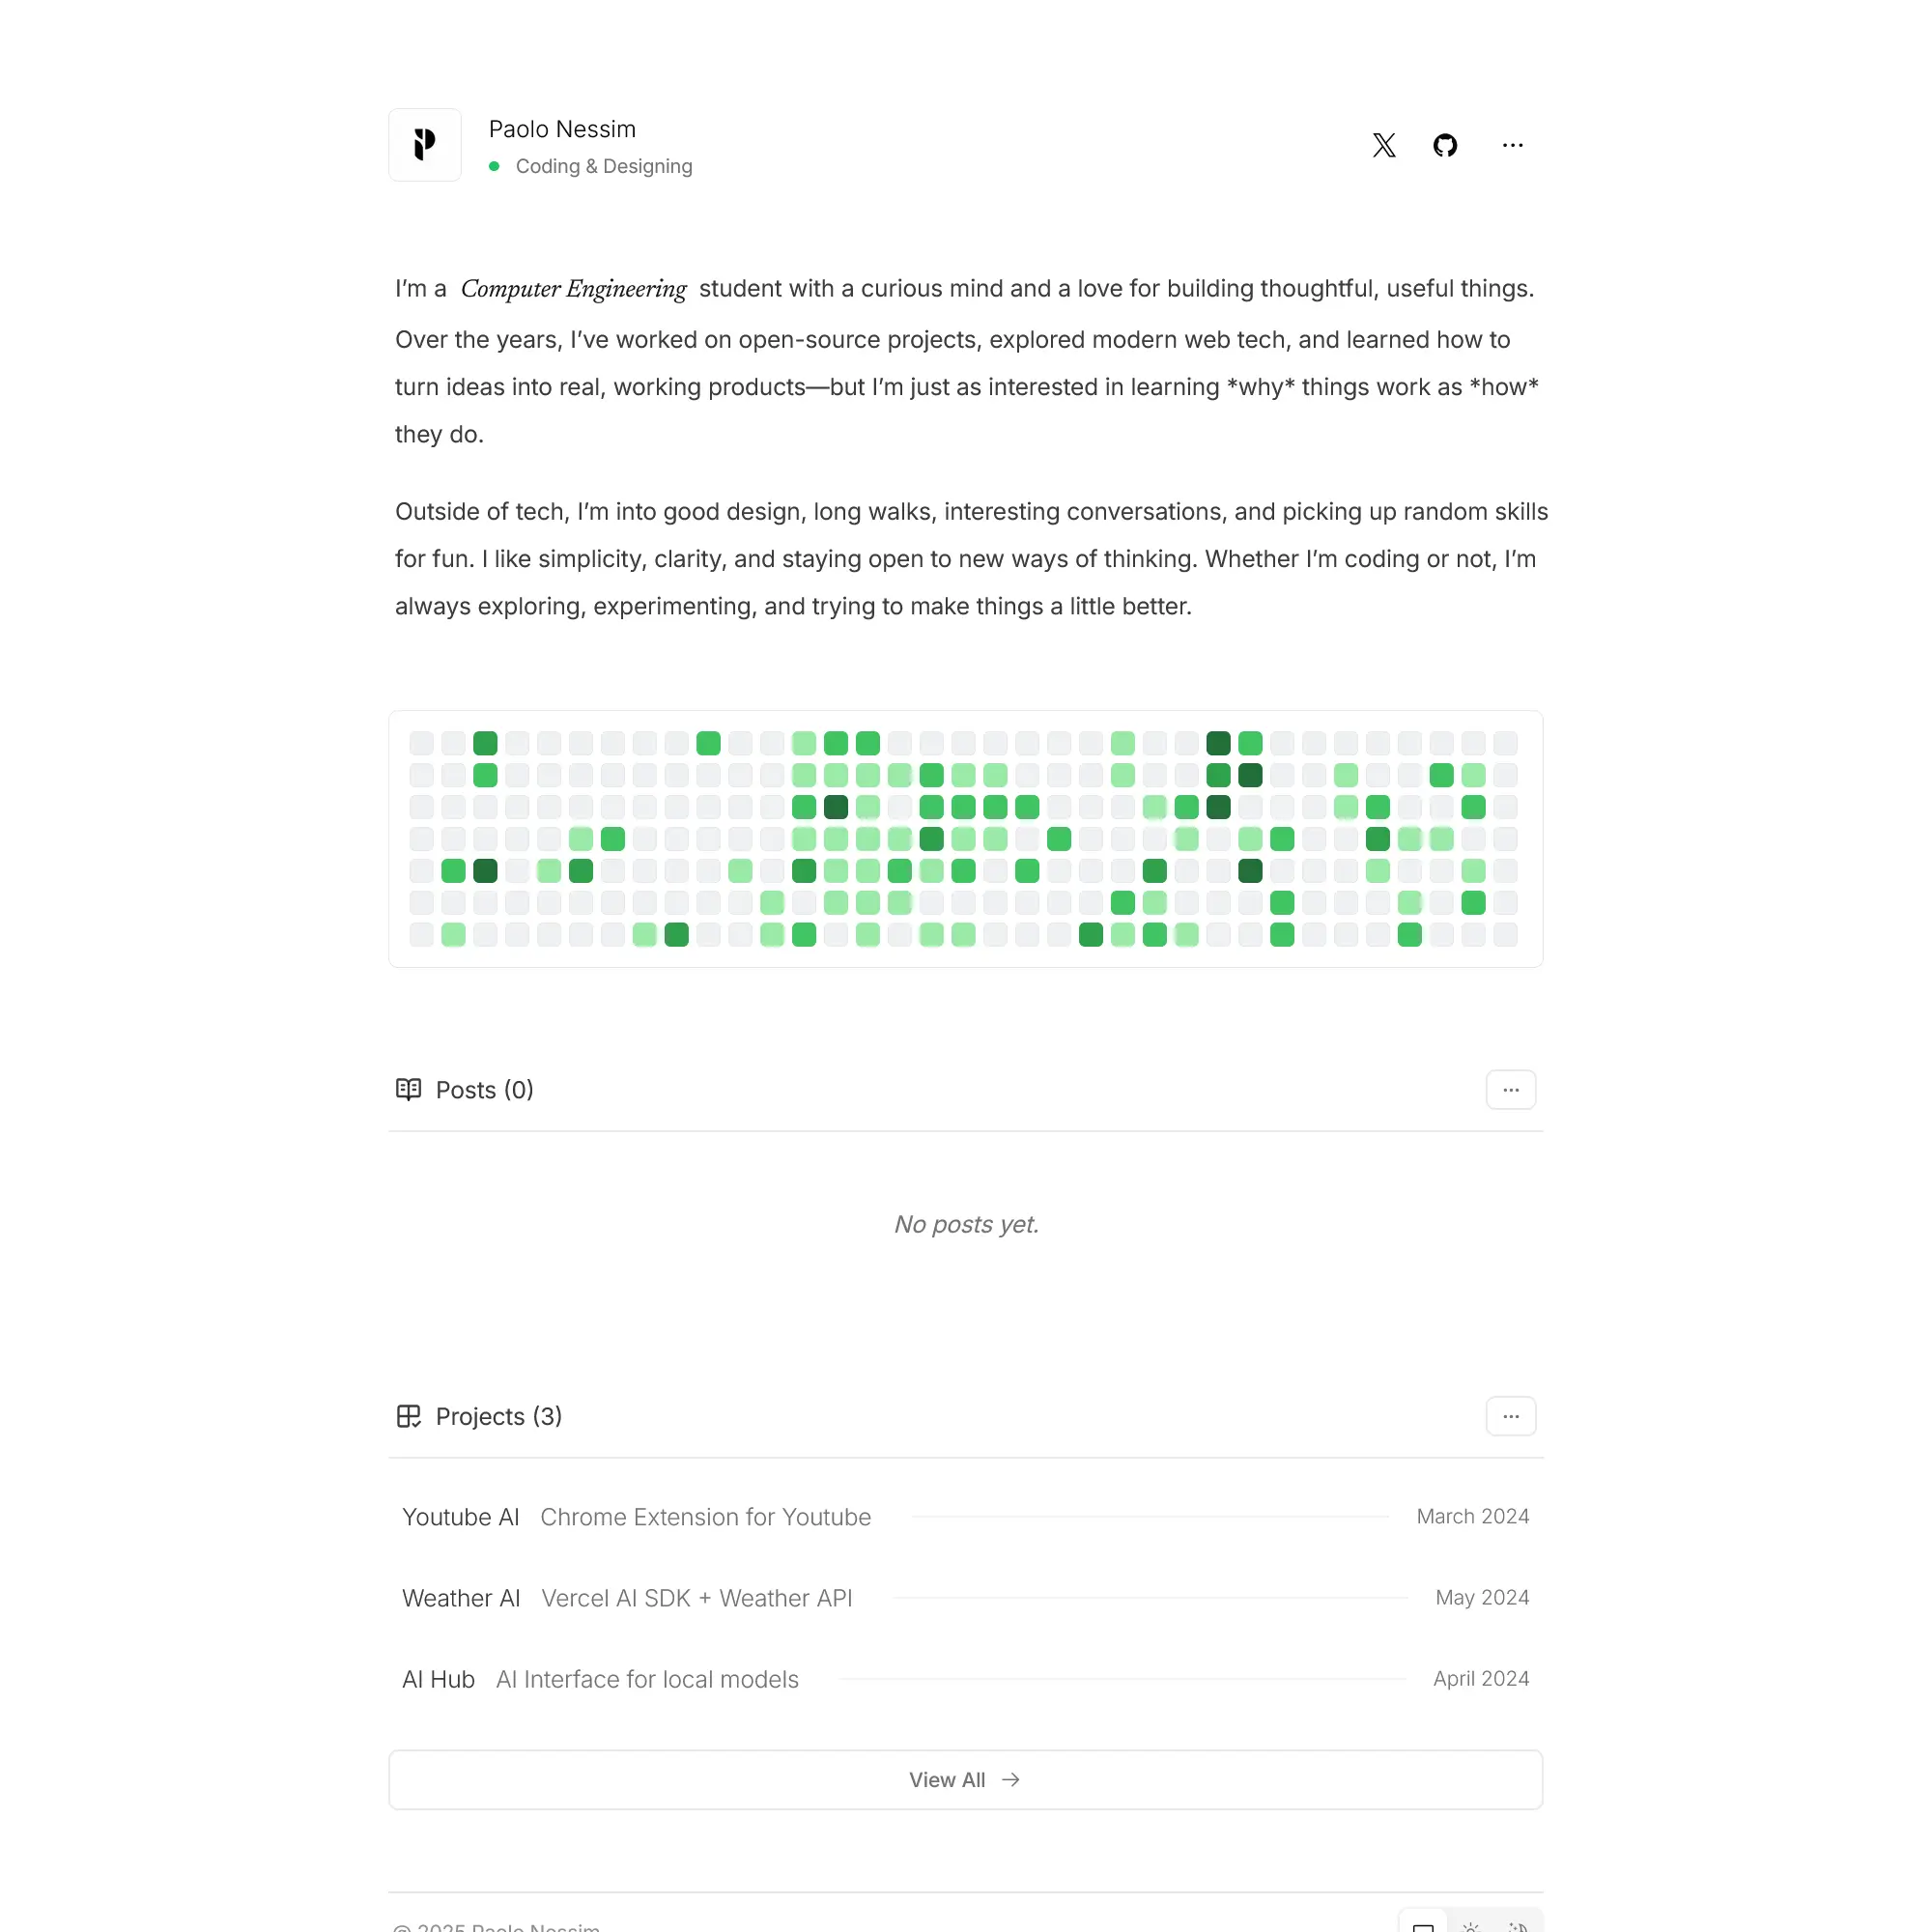 Paolo Nessim
Coding & Designing
I’m a Computer Engineering student with a curious mind and a love for building thoughtful, useful things.
Over the years, I’ve worked on open-source projects, explored modern web tech, and learned how to
turn ideas into real, working products—but I’m just as interested in learning *why* things work as *how*
they do.
Outside of tech, I’m into good design, long walks, interesting conversations, and picking up random skills
for fun. I like simplicity, clarity, and staying open to new ways of thinking. Whether I’m coding or not, I’m
always exploring, experimenting, and trying to make things a little better.
Posts (0)
No posts yet.
Projects (3)
Youtube AI Chrome Extension for Youtube March 2024
Weather AI Vercel AI SDK + Weather API May 2024
AI Hub AI Interface for local models April 2024
View All
© 2025 Paolo Nessim